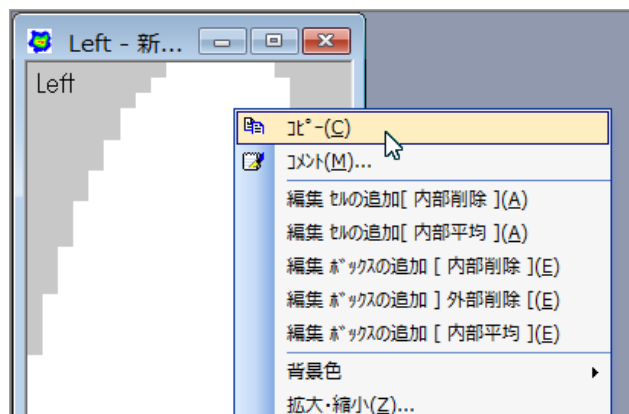 Left - 新...
Left
ｺﾋﾟｰ(C)
ｺﾒﾝﾄ(M)...
編集 ｾﾙの追加[ 内部削除 ](A)
編集 ｾﾙの追加[ 内部平均 ](A)
編集 ﾎﾞｯｸｽの追加 [ 内部削除 ](E)
編集 ﾎﾞｯｸｽの追加 ] 外部削除 [(E)
編集 ﾎﾞｯｸｽの追加 [ 内部平均 ](E)
背景色
拡大・縮小(Z)...